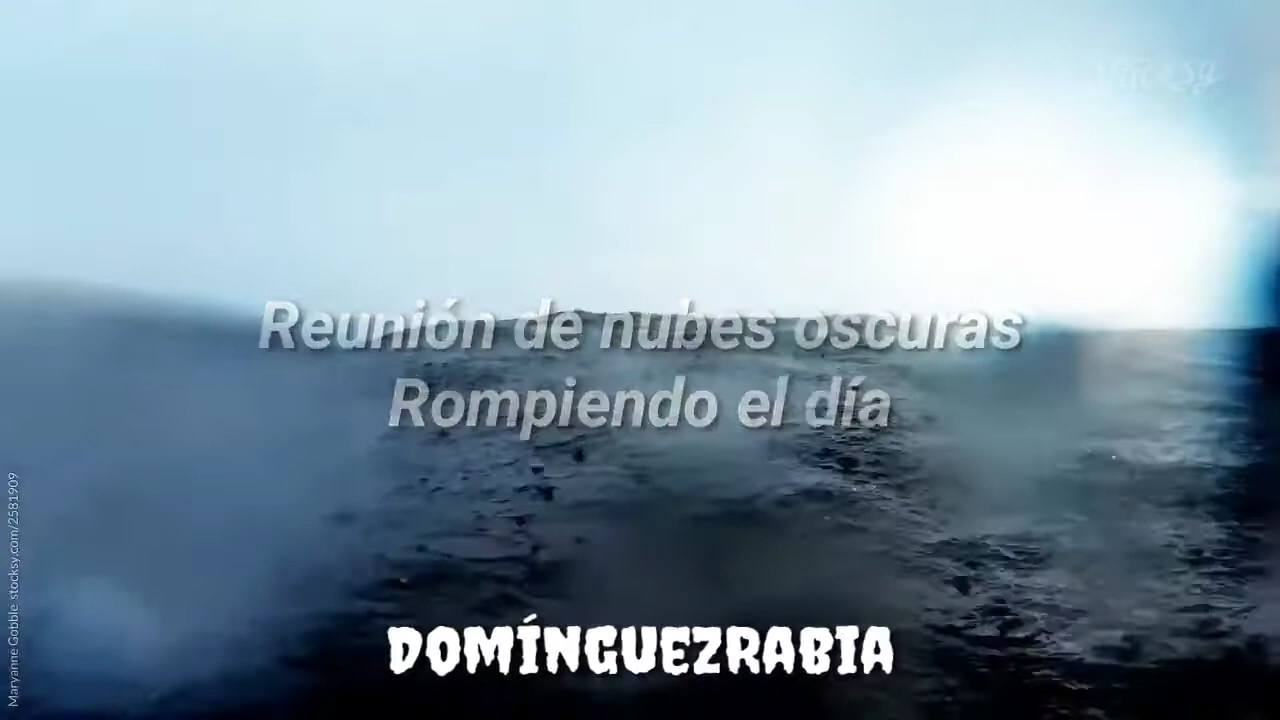 Reunión de nubes oscuras
Rompiendo el día
DOMÍNGUEZRABIA
Maryanne Gobble stocksy.com/2581909